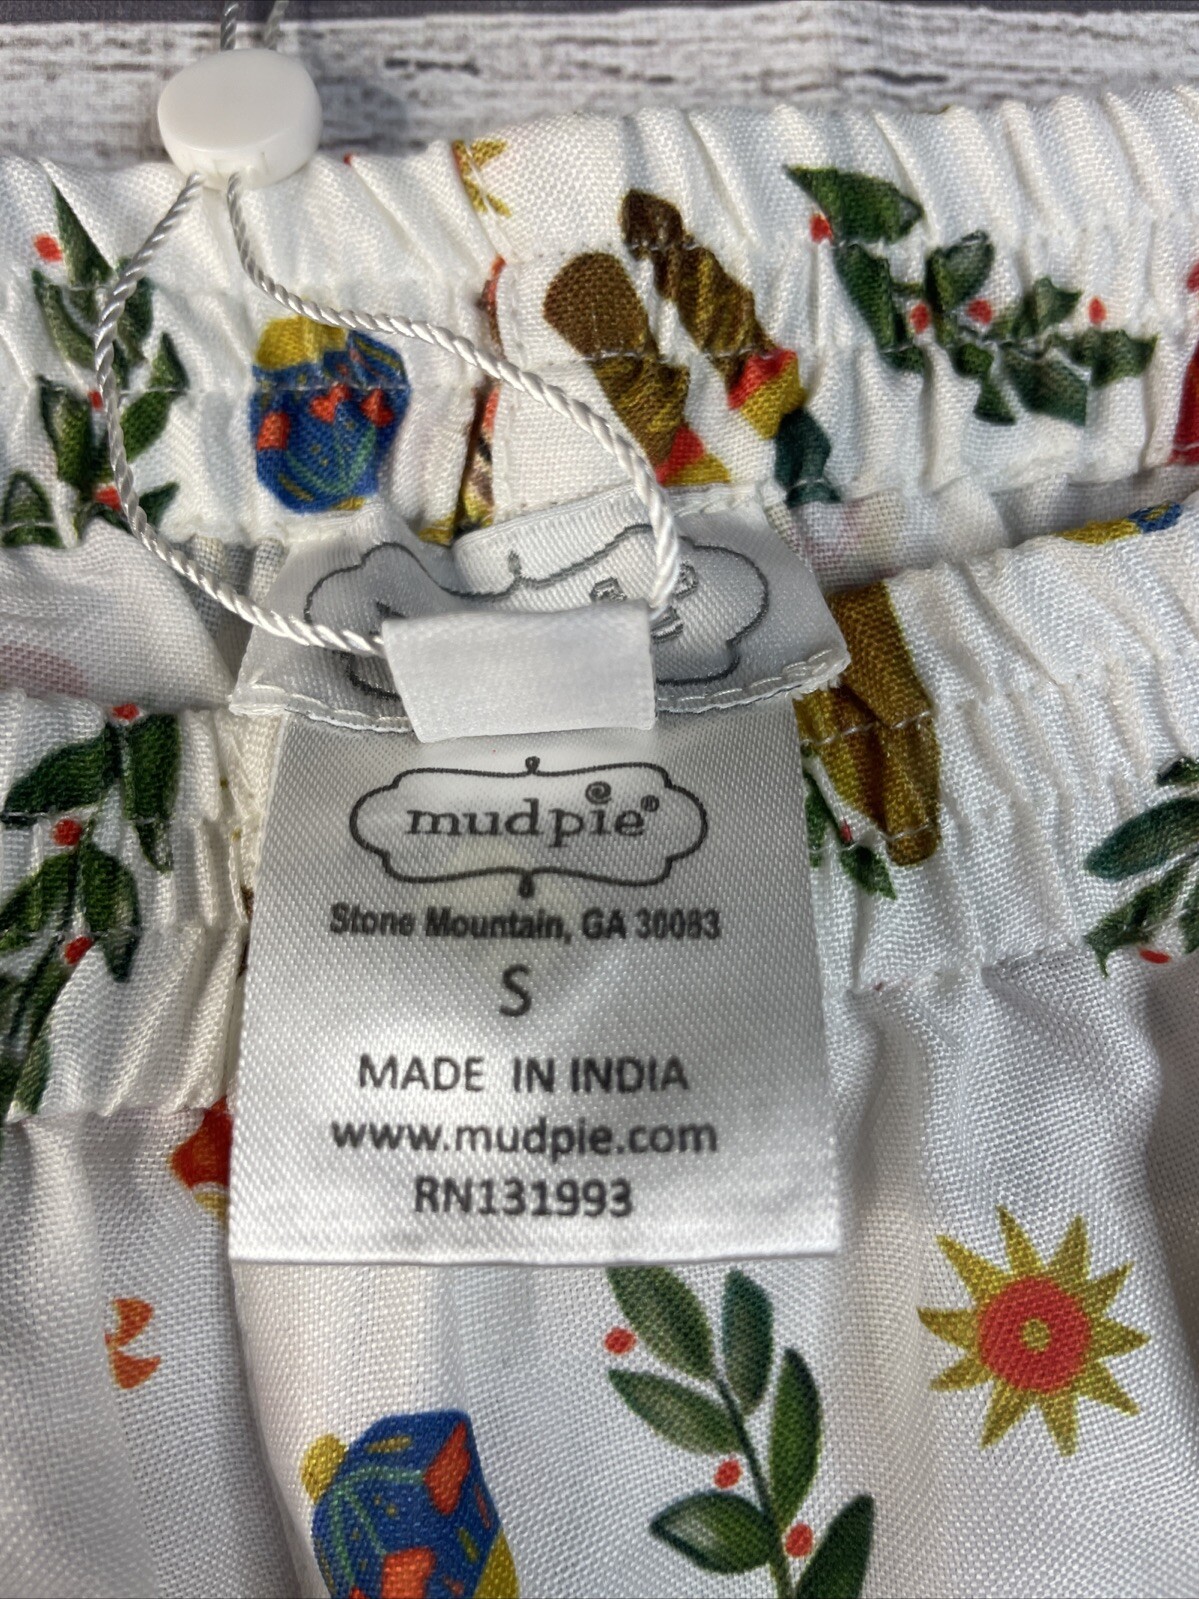 mudpie®
Stone Mountain, GA 30083
S
MADE IN INDIA
www.mudpie.com
RN131993